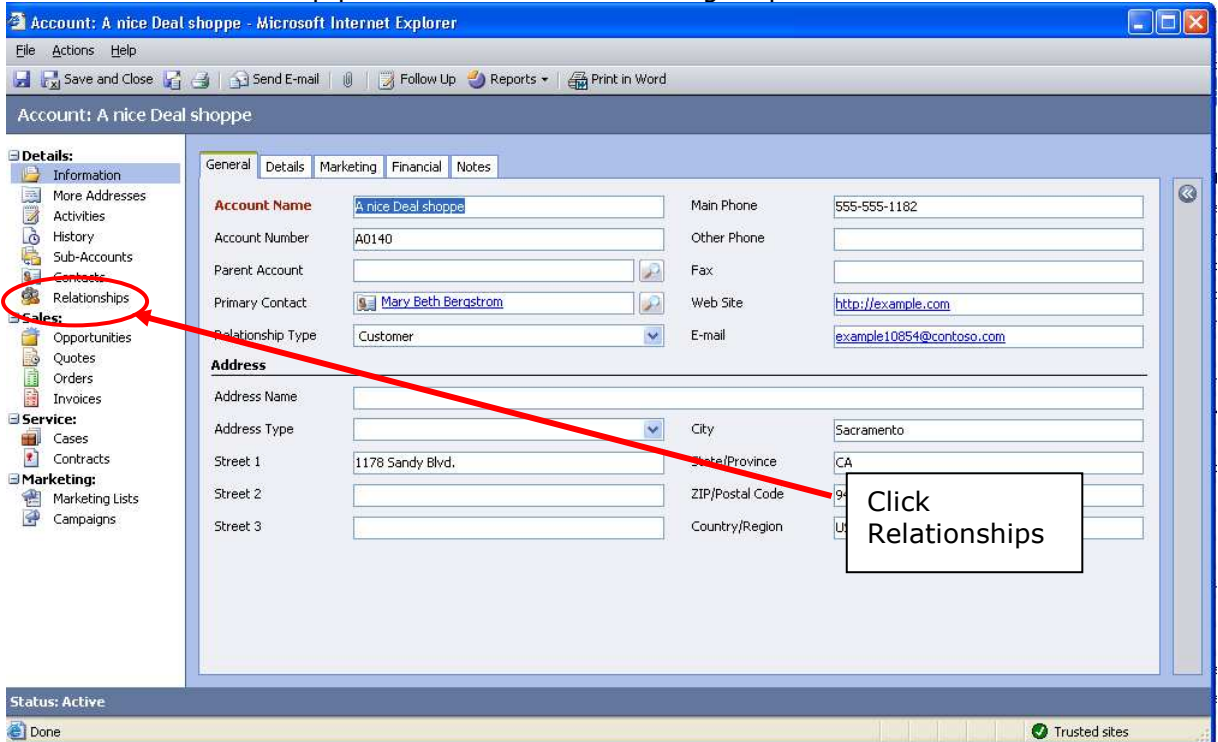 Account: A nice Deal shoppe - Microsoft Internet Explorer
File Actions Help
Save and Close Send E-mail Follow Up Reports Print in Word
Account: A nice Deal shoppe
Details:
Information
More Addresses
Activities
History
Sub-Accounts
Contacts
Relationships
Sales:
Opportunities
Quotes
Orders
Invoices
Service:
Cases
Contracts
Marketing:
Marketing Lists
Campaigns
General Details Marketing Financial Notes
Account Name A nice Deal shoppe Main Phone 555-555-1182
Account Number A0140 Other Phone
Parent Account Fax
Primary Contact Mary Beth Bergstrom Web Site http://example.com
Relationship Type Customer E-mail example10854@contoso.com
Address
Address Name
Address Type City Sacramento
Street 1 1178 Sandy Blvd. State/Province CA
Street 2 ZIP/Postal Code
Street 3 Country/Region
Click
Relationships
Status: Active
Done Trusted sites